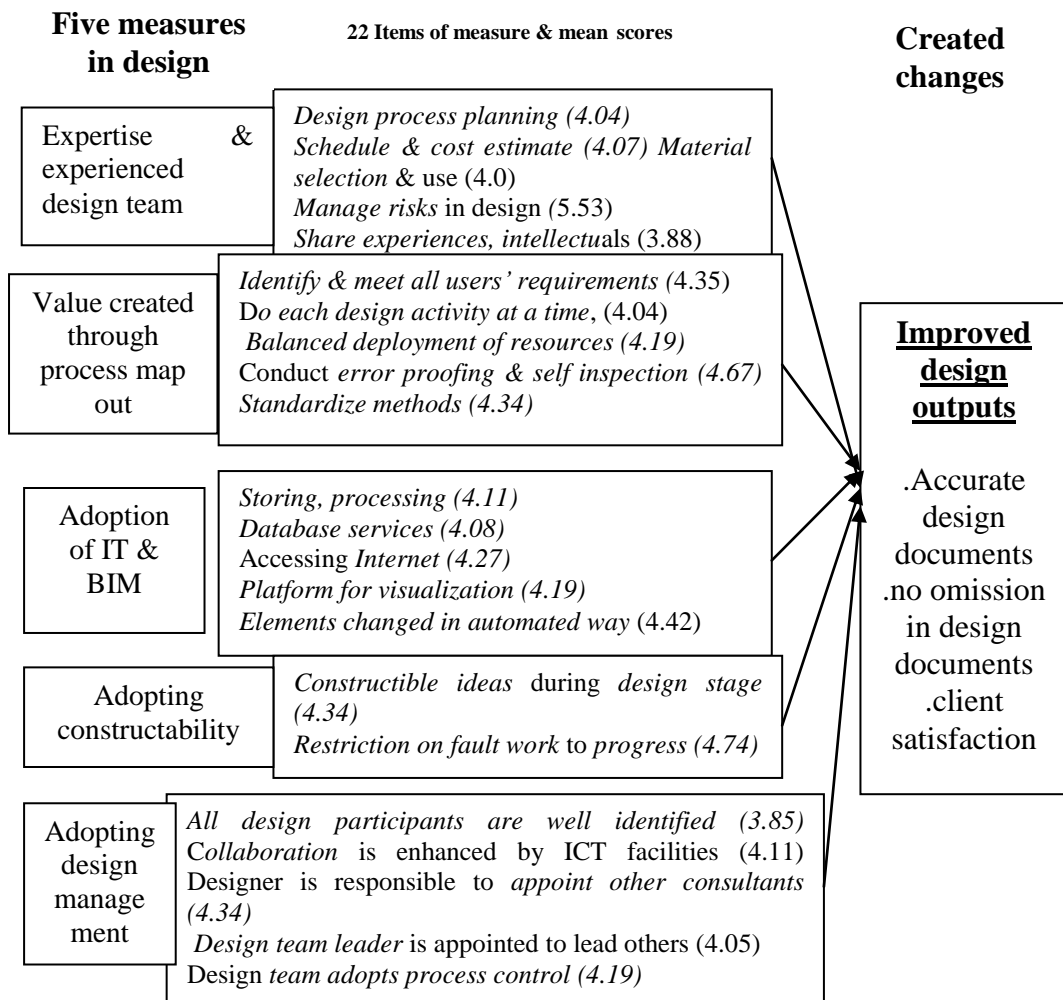 Five measures
in design
22 Items of measure & mean scores
Created
changes
Expertise &
experienced
design team
Design process planning (4.04)
Schedule & cost estimate (4.07) Material
selection & use (4.0)
Manage risks in design (5.53)
Share experiences, intellectuals (3.88)
Value created
through
process map
out
Identify & meet all users’ requirements (4.35)
Do each design activity at a time, (4.04)
Balanced deployment of resources (4.19)
Conduct error proofing & self inspection (4.67)
Standardize methods (4.34)
Adoption
of IT &
BIM
Storing, processing (4.11)
Database services (4.08)
Accessing Internet (4.27)
Platform for visualization (4.19)
Elements changed in automated way (4.42)
Adopting
constructability
Constructible ideas during design stage
(4.34)
Restriction on fault work to progress (4.74)
Adopting
design
manage
ment
All design participants are well identified (3.85)
Collaboration is enhanced by ICT facilities (4.11)
Designer is responsible to appoint other consultants
(4.34)
Design team leader is appointed to lead others (4.05)
Design team adopts process control (4.19)
Improved
design
outputs
.Accurate
design
documents
.no omission
in design
documents
.client
satisfaction